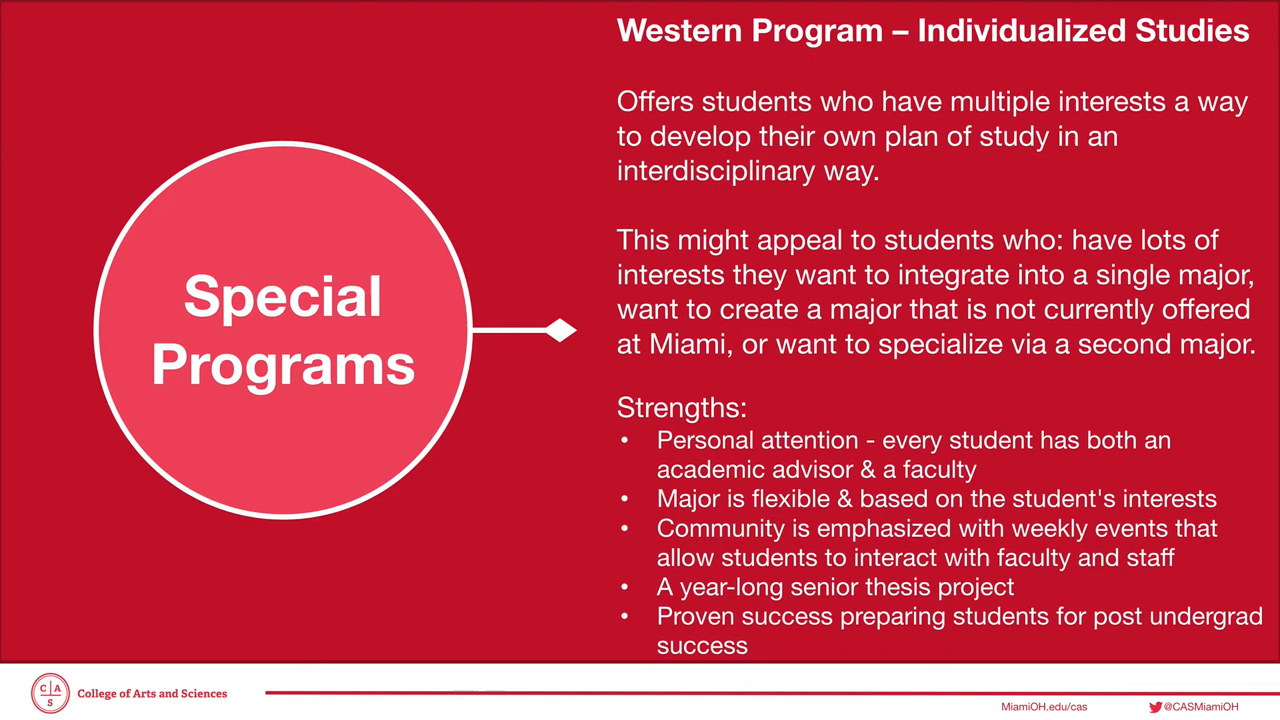 Special
Programs
Western Program – Individualized Studies
Offers students who have multiple interests a way
to develop their own plan of study in an
interdisciplinary way.
This might appeal to students who: have lots of
interests they want to integrate into a single major,
want to create a major that is not currently offered
at Miami, or want to specialize via a second major.
Strengths:
• Personal attention - every student has both an
academic advisor & a faculty
• Major is flexible & based on the student's interests
• Community is emphasized with weekly events that
allow students to interact with faculty and staff
• A year-long senior thesis project
• Proven success preparing students for post undergrad
success
C A
S
College of Arts and Sciences
MiamiOH.edu/cas
@CASMiamiOH